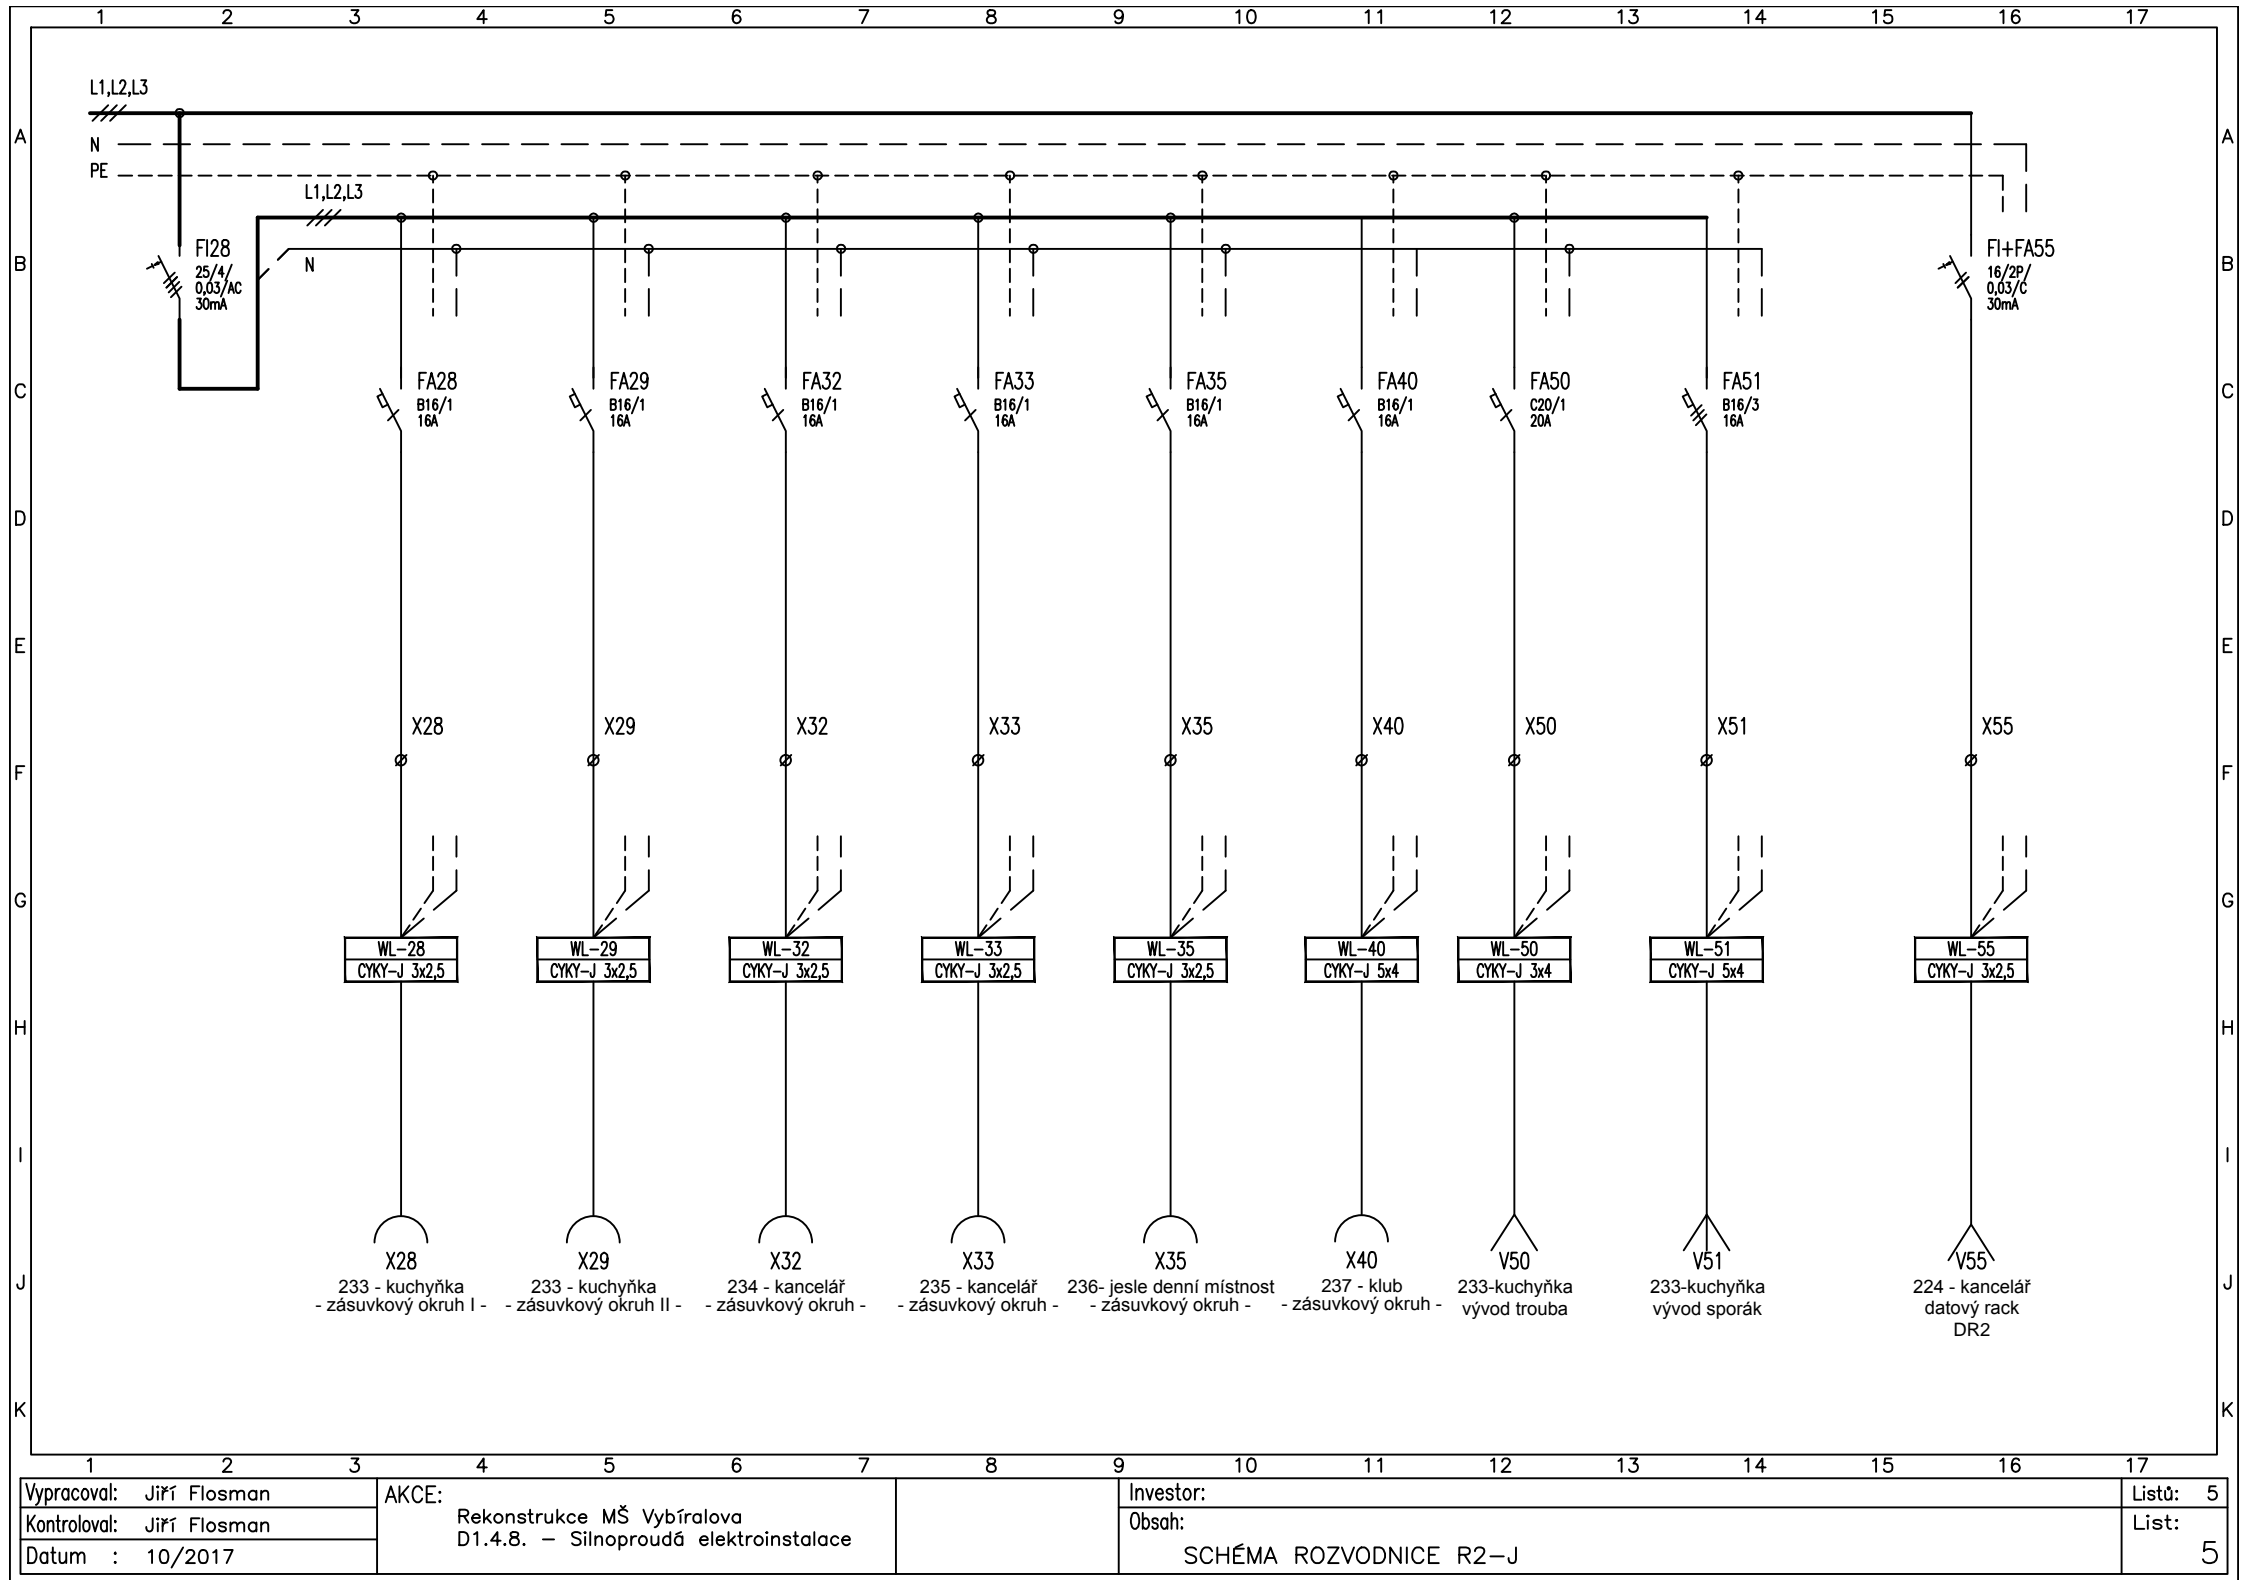 1 2 3 4 5 6 7 8 9 10 11 12 13 14 15 16 17
L1,L2,L3
A A
N
PE
L1,L2,L3
B B
N
FI28
25/4/
0,03/AC
30mA
FI+FA55
16/2P/
0,03/C
30mA
C C
FA28
B16/1
16A
FA29
B16/1
16A
FA32
B16/1
16A
FA33
B16/1
16A
FA35
B16/1
16A
FA40
B16/1
16A
FA50
C20/1
20A
FA51
B16/3
16A
D D
E E
X28 X29 X32 X33 X35 X40 X50 X51 X55
F F
G G
WL-28
CYKY-J 3x2,5
WL-29
CYKY-J 3x2,5
WL-32
CYKY-J 3x2,5
WL-33
CYKY-J 3x2,5
WL-35
CYKY-J 3x2,5
WL-40
CYKY-J 5x4
WL-50
CYKY-J 3x4
WL-51
CYKY-J 5x4
WL-55
CYKY-J 3x2,5
H H
I I
J J
X28
233 - kuchyňka
- zásuvkový okruh I -
X29
233 - kuchyňka
- zásuvkový okruh II -
X32
234 - kancelář
- zásuvkový okruh -
X33
235 - kancelář
- zásuvkový okruh -
X35
236- jesle denní místnost
- zásuvkový okruh -
X40
237 - klub
- zásuvkový okruh -
V50
233-kuchyňka
vývod trouba
V51
233-kuchyňka
vývod sporák
V55
224 - kancelář
datový rack
DR2
K K
1 2 3 4 5 6 7 8 9 10 11 12 13 14 15 16 17
Vypracoval: Jiří Flosman
Kontroloval: Jiří Flosman
Datum : 10/2017
AKCE:
Rekonstrukce MŠ Vybíralova
D1.4.8. – Silnoproudá elektroinstalace
Investor:
Obsah:
SCHÉMA ROZVODNICE R2-J
Listů: 5
List:
5